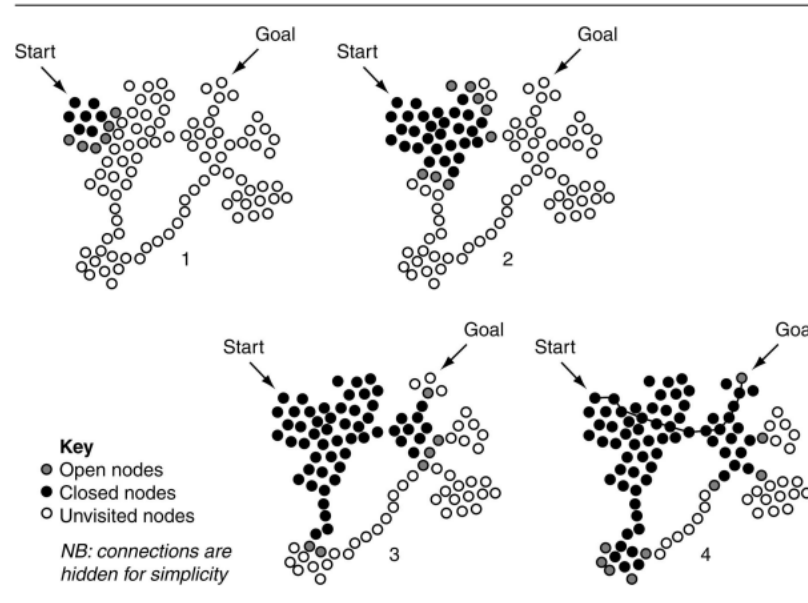 Goal
Start
Goal
Start
1
2
Goal
Start
Goa
Start
Key
Open nodes
Closed nodes
Unvisited nodes
NB: connections are
hidden for simplicity
3
4